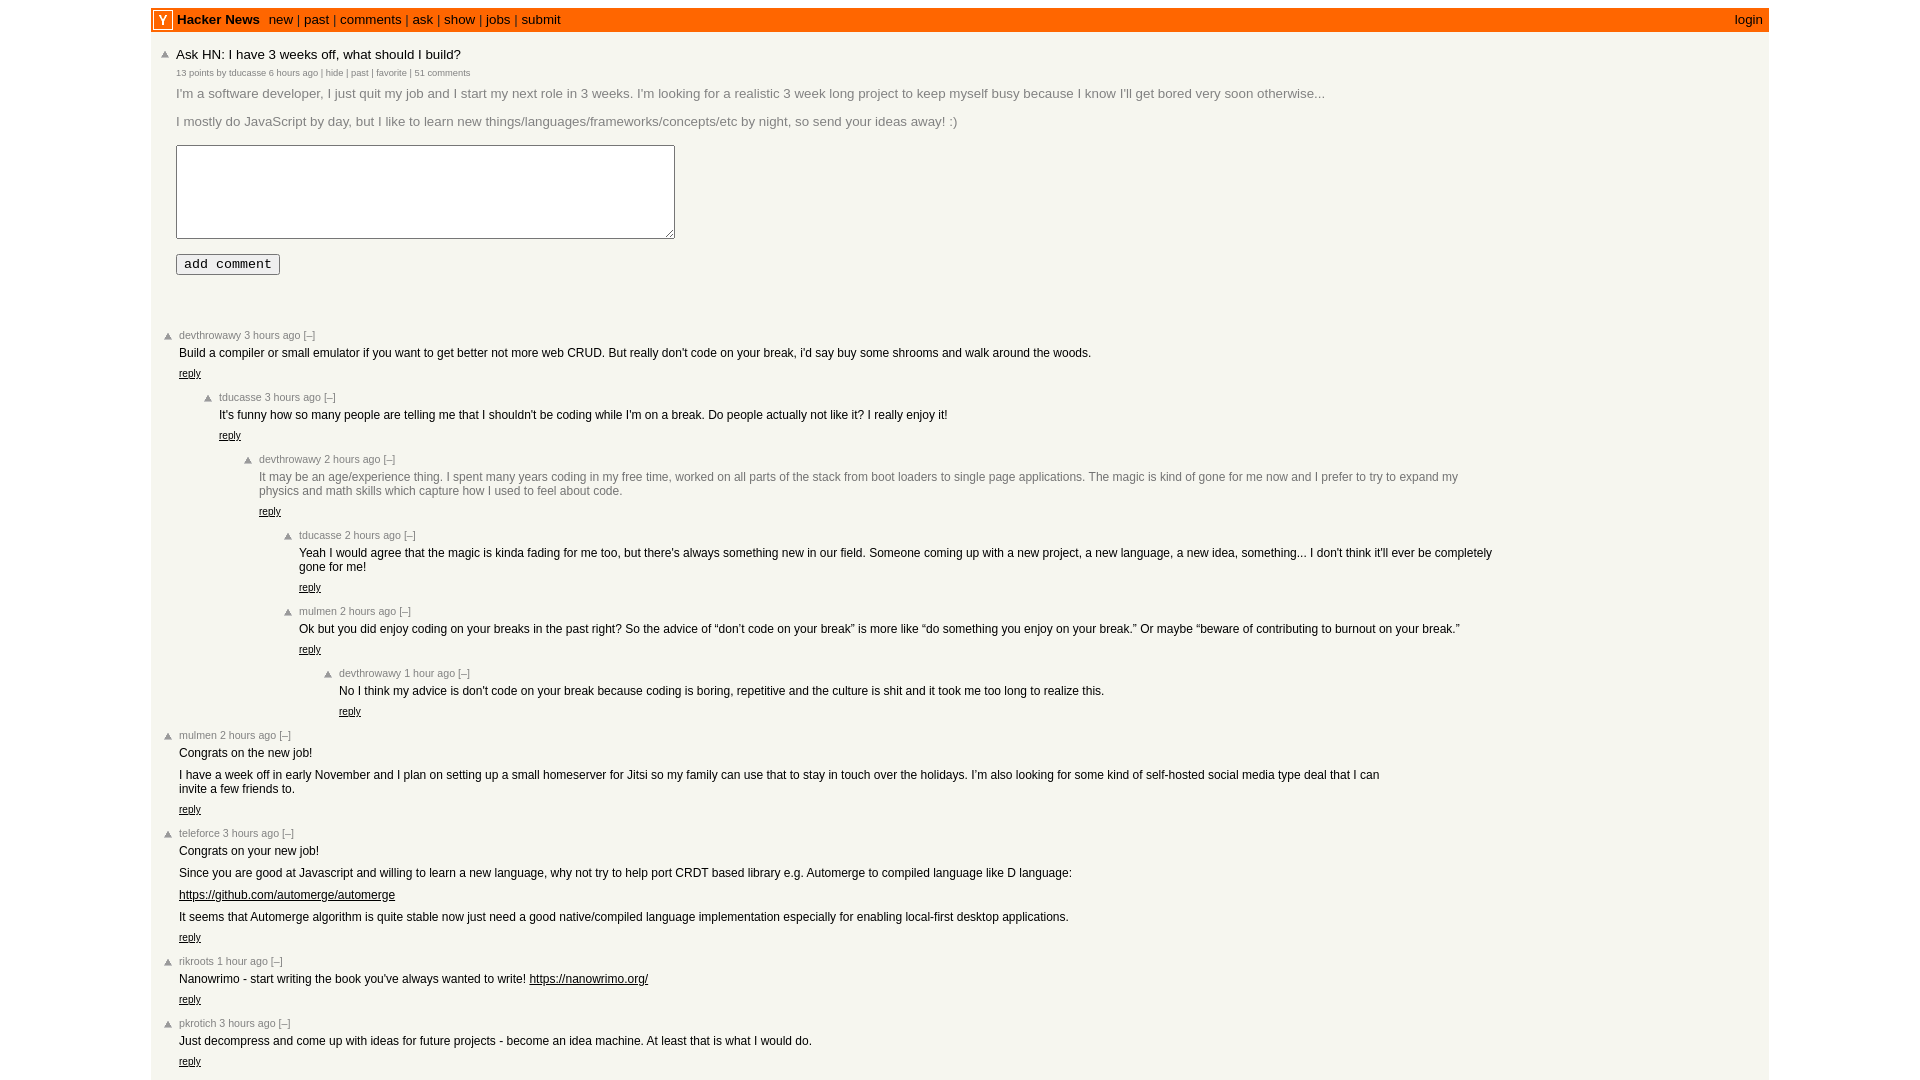 Y Hacker News new | past | comments | ask | show | jobs | submit login
Ask HN: I have 3 weeks off, what should I build?
13 points by tducasse 6 hours ago | hide | past | favorite | 51 comments
I'm a software developer, I just quit my job and I start my next role in 3 weeks. I'm looking for a realistic 3 week long project to keep myself busy because I know I'll get bored very soon otherwise...
I mostly do JavaScript by day, but I like to learn new things/languages/frameworks/concepts/etc by night, so send your ideas away! :)
add comment
devthrowawy 3 hours ago [–]
Build a compiler or small emulator if you want to get better not more web CRUD. But really don't code on your break, i'd say buy some shrooms and walk around the woods.
reply
tducasse 3 hours ago [–]
It's funny how so many people are telling me that I shouldn't be coding while I'm on a break. Do people actually not like it? I really enjoy it!
reply
devthrowawy 2 hours ago [–]
It may be an age/experience thing. I spent many years coding in my free time, worked on all parts of the stack from boot loaders to single page applications. The magic is kind of gone for me now and I prefer to try to expand my
physics and math skills which capture how I used to feel about code.
reply
tducasse 2 hours ago [–]
Yeah I would agree that the magic is kinda fading for me too, but there's always something new in our field. Someone coming up with a new project, a new language, a new idea, something... I don't think it'll ever be completely
gone for me!
reply
mulmen 2 hours ago [–]
Ok but you did enjoy coding on your breaks in the past right? So the advice of “don’t code on your break” is more like “do something you enjoy on your break.” Or maybe “beware of contributing to burnout on your break.”
reply
devthrowawy 1 hour ago [–]
No I think my advice is don't code on your break because coding is boring, repetitive and the culture is shit and it took me too long to realize this.
reply
mulmen 2 hours ago [–]
Congrats on the new job!
I have a week off in early November and I plan on setting up a small homeserver for Jitsi so my family can use that to stay in touch over the holidays. I’m also looking for some kind of self-hosted social media type deal that I can
invite a few friends to.
reply
teleforce 3 hours ago [–]
Congrats on your new job!
Since you are good at Javascript and willing to learn a new language, why not try to help port CRDT based library e.g. Automerge to compiled language like D language:
https://github.com/automerge/automerge
It seems that Automerge algorithm is quite stable now just need a good native/compiled language implementation especially for enabling local-first desktop applications.
reply
rikroots 1 hour ago [–]
Nanowrimo - start writing the book you've always wanted to write! https://nanowrimo.org/
reply
pkrotich 3 hours ago [–]
Just decompress and come up with ideas for future projects - become an idea machine. At least that is what I would do.
reply